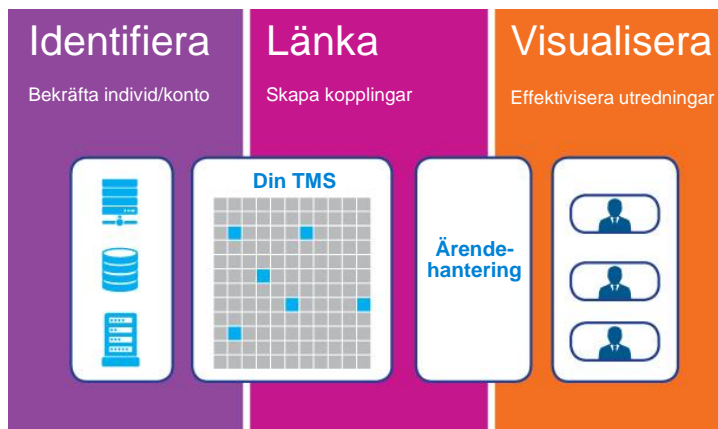 Identifiera
Bekräfta individ/konto
Länka
Skapa kopplingar
Visualisera
Effektivisera utredningar
Din TMS
Ärende-
hantering